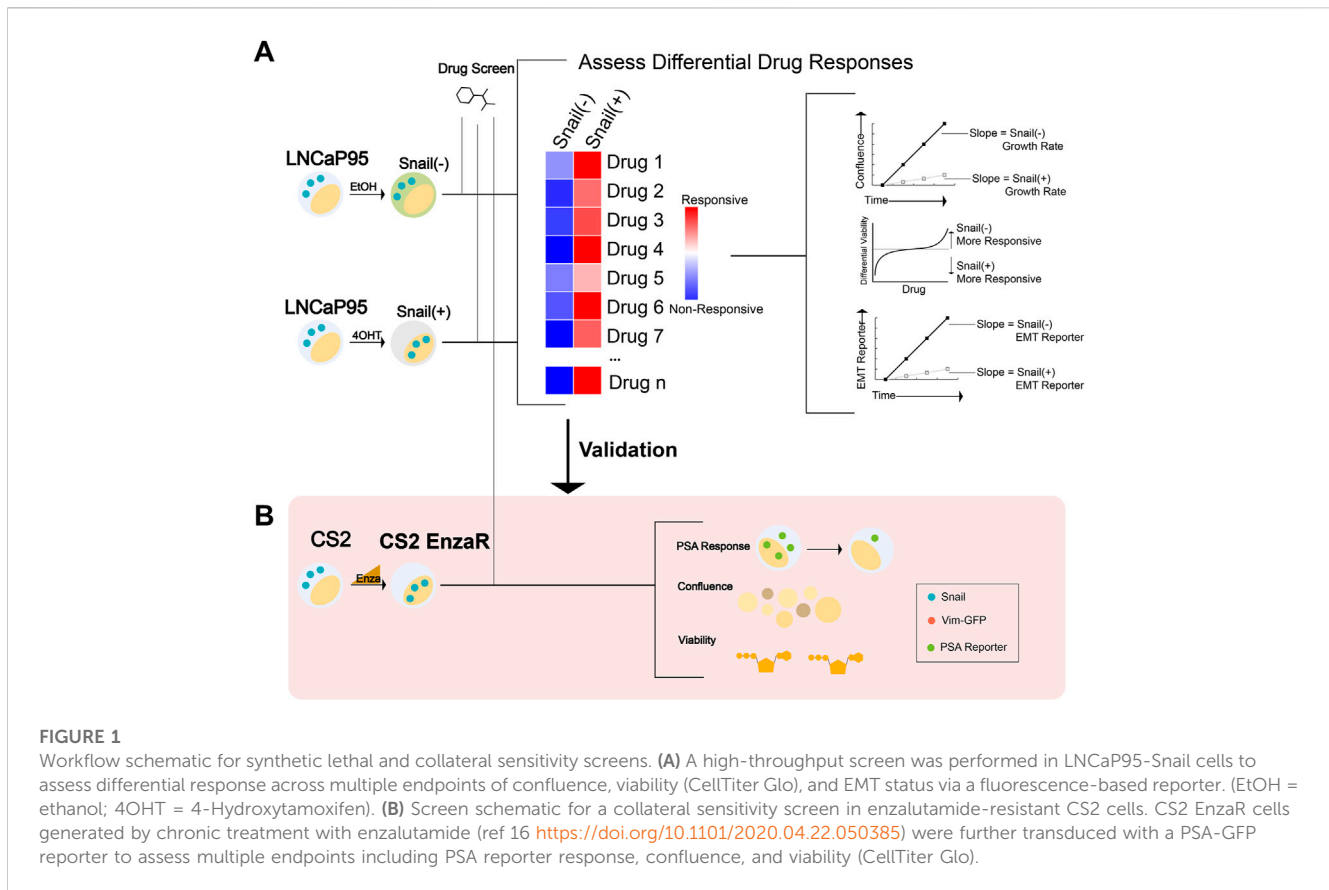 A
Drug Screen
Assess Differential Drug Responses
LNCaP95
EtOH
Snail(-)
LNCaP95
4OHT
Snail(+)
Snail(-)
Snail(+)
Drug 1
Drug 2
Drug 3
Drug 4
Drug 5
Drug 6
Drug 7
...
Drug n
Responsive
Non-Responsive
Confluence
Time
Slope = Snail(-)
Growth Rate
Slope = Snail(+)
Growth Rate
Differential Viability
Drug
Snail(-)
More Responsive
Snail(+)
More Responsive
EMT Reporter
Time
Slope = Snail(-)
EMT Reporter
Slope = Snail(+)
EMT Reporter
Validation
B
CS2
Enza
CS2 EnzaR
PSA Response
Confluence
Viability
Snail
Vim-GFP
PSA Reporter
FIGURE 1
Workflow schematic for synthetic lethal and collateral sensitivity screens. (A) A high-throughput screen was performed in LNCaP95-Snail cells to
assess differential response across multiple endpoints of confluence, viability (CellTiter Glo), and EMT status via a fluorescence-based reporter. (EtOH =
ethanol; 4OHT = 4-Hydroxytamoxifen). (B) Screen schematic for a collateral sensitivity screen in enzalutamide-resistant CS2 cells. CS2 EnzaR cells
generated by chronic treatment with enzalutamide (ref 16 https://doi.org/10.1101/2020.04.22.050385) were further transduced with a PSA-GFP
reporter to assess multiple endpoints including PSA reporter response, confluence, and viability (CellTiter Glo).